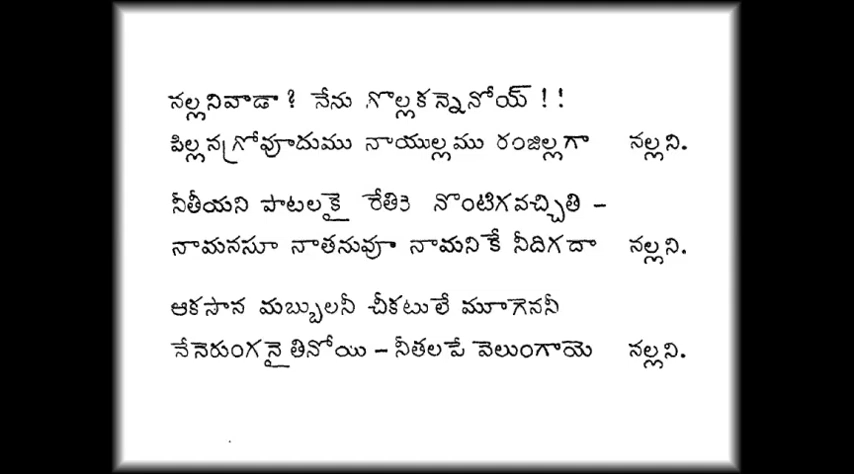 నల్లనివాడా? నేను గొల్లకన్నెనోయ్!!
పిల్లనగ్రోవూదుము నాయుల్లము రంజిల్లగా నల్లని.
నీతీయని పాటలకై రేతిరి నొంటిగవచ్చితి –
నామనసూ నాతనువూ నామనికే నీదిగదా నల్లని.
ఆకసాన మబ్బులనీ చీకటులే మూగెననీ
నేనెరుంగనైతినోయి – నీతలపే వెలుంగాయె నల్లని.